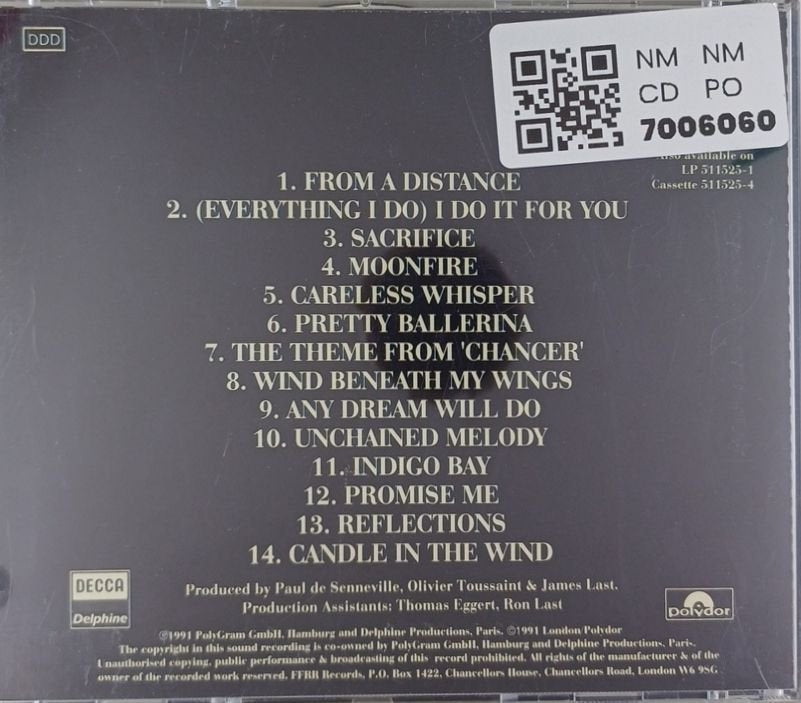 DDD
NM NM
CD PO
7006060
Also available on
LP 511525-1
Cassette 511525-4
1. FROM A DISTANCE
2. (EVERYTHING I DO) I DO IT FOR YOU
3. SACRIFICE
4. MOONFIRE
5. CARELESS WHISPER
6. PRETTY BALLERINA
7. THE THEME FROM 'CHANCER'
8. WIND BENEATH MY WINGS
9. ANY DREAM WILL DO
10. UNCHAINED MELODY
11. INDIGO BAY
12. PROMISE ME
13. REFLECTIONS
14. CANDLE IN THE WIND
DECCA
Delphine
Produced by Paul de Senneville, Olivier Toussaint & James Last.
Production Assistants: Thomas Eggert, Ron Last
polydor
℗1991 PolyGram GmbH, Hamburg and Delphine Productions, Paris. ©1991 London/Polydor
The copyright in this sound recording is co-owned by PolyGram GmbH, Hamburg and Delphine Productions, Paris.
Unauthorised copying, public performance & broadcasting of this record prohibited. All rights of the manufacturer & of the
owner of the recorded work reserved. FFRR Records, P.O. Box 1422, Chancellors House, Chancellors Road, London W6 9SG